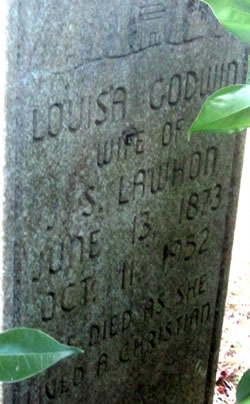 LOUISA GODWIN
WIFE OF
J. S. LAWHON
JUNE 13, 1873
OCT. 11, 1952
DIED AS SHE
LIVED A CHRISTIAN